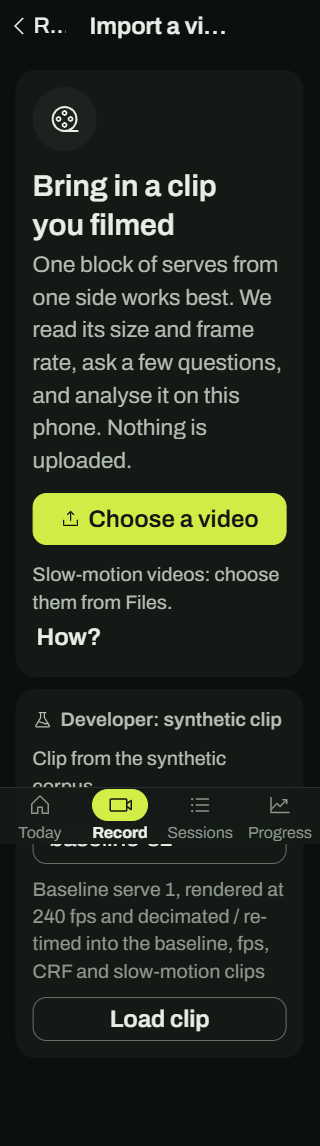 R...
Import a vi...
Bring in a clip
you filmed
One block of serves from
one side works best. We
read its size and frame
rate, ask a few questions,
and analyse it on this
phone. Nothing is
uploaded.
Choose a video
Slow-motion videos: choose
them from Files.
How?
Developer: synthetic clip
Clip from the synthetic
corpus
Today
Record
Sessions
Progress
Baseline serve 1, rendered at
240 fps and decimated / re-
timed into the baseline, fps,
CRF and slow-motion clips
Load clip